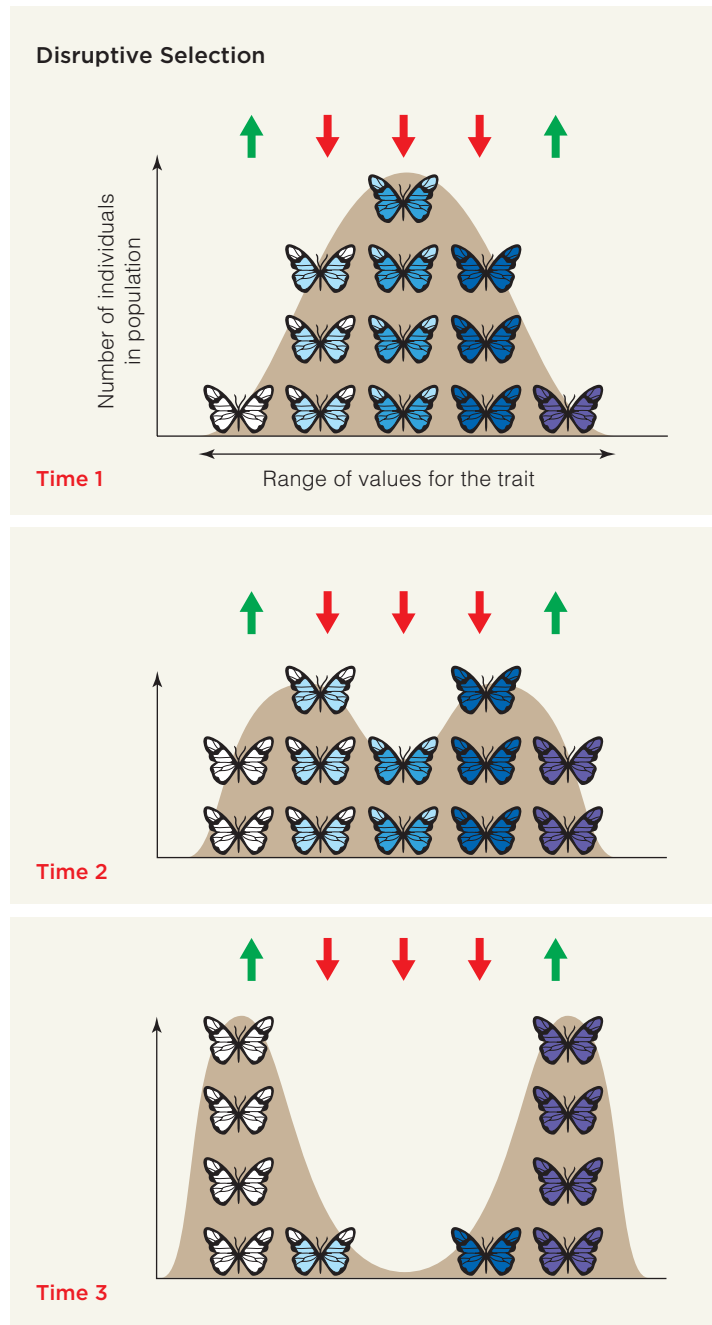 Disruptive Selection
Number of individuals
in population
Time 1
Range of values for the trait
Time 2
Time 3